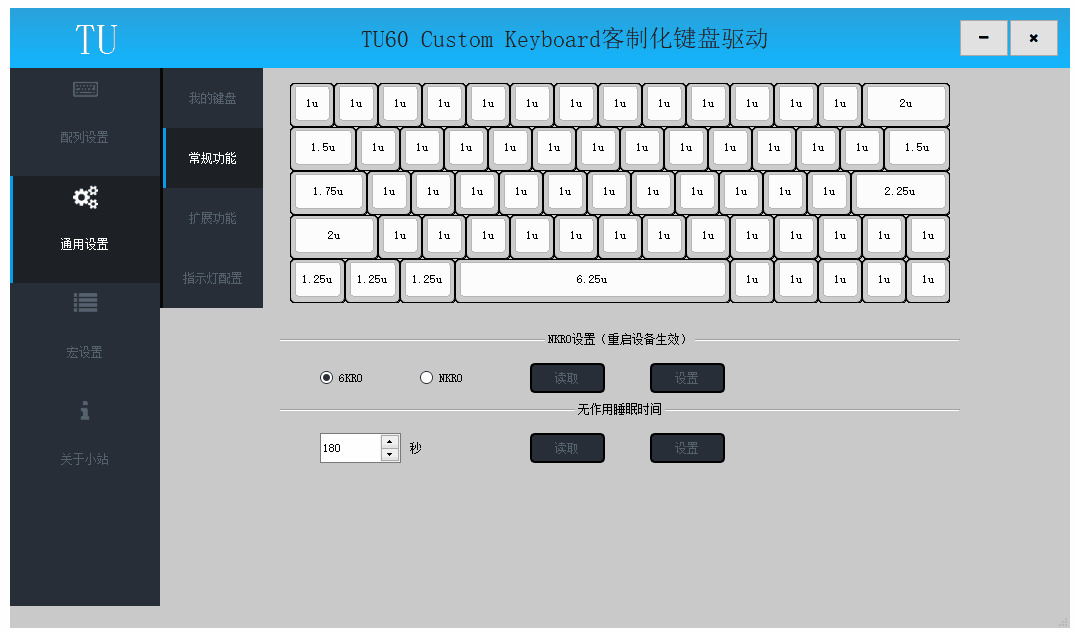 TU
TU60 Custom Keyboard客制化键盘驱动
配列设置
通用设置
宏设置
关于小站
我的键盘
常规功能
扩展功能
指示灯配置
1u 1u 1u 1u 1u 1u 1u 1u 1u 1u 1u 1u 1u 2u
1.5u 1u 1u 1u 1u 1u 1u 1u 1u 1u 1u 1u 1u 1.5u
1.75u 1u 1u 1u 1u 1u 1u 1u 1u 1u 1u 1u 2.25u
2u 1u 1u 1u 1u 1u 1u 1u 1u 1u 1u 1u 1u 1u
1.25u 1.25u 1.25u 6.25u 1u 1u 1u 1u 1u
NKRO设置（重启设备生效）
6KRO NKRO 读取 设置
无作用睡眠时间
180 秒 读取 设置